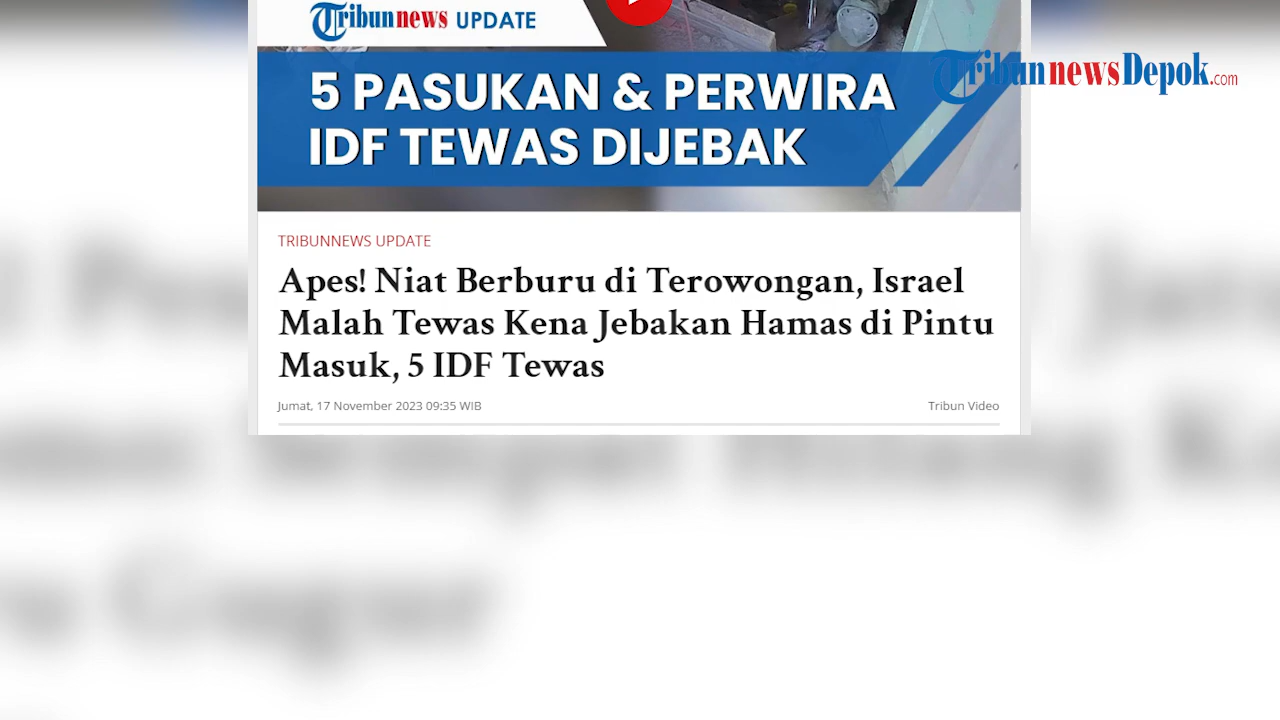 Tribunnews UPDATE
TribunnewsDepok.com
5 PASUKAN & PERWIRA
IDF TEWAS DIJEBAK
TRIBUNNEWS UPDATE
Apes! Niat Berburu di Terowongan, Israel
Malah Tewas Kena Jebakan Hamas di Pintu
Masuk, 5 IDF Tewas
Jumat, 17 November 2023 09:35 WIB
Tribun Video